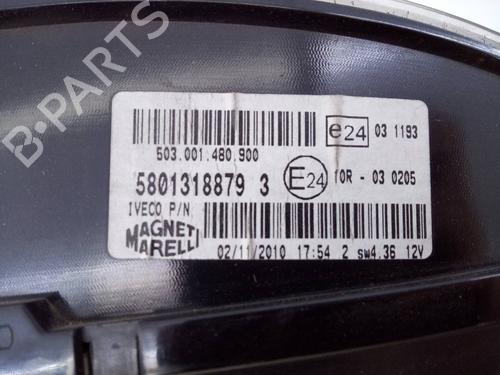 B-Parts
503.001.480.900
e24 03 1193
5801318879 3
E24 10R - 03 0205
IVECO P/N
MAGNETI
MARELLI
02/11/2010 17:54 2 sw4.36 12V